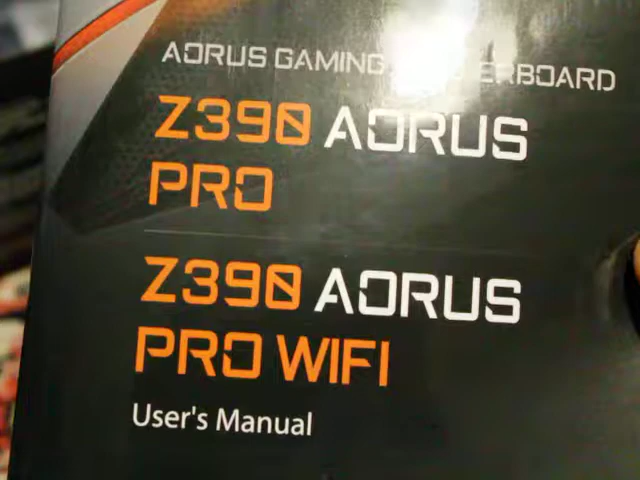 AORUS GAMING
Z390 AORUS
PRO
Z390 AORUS
PRO WIFI
User's Manual